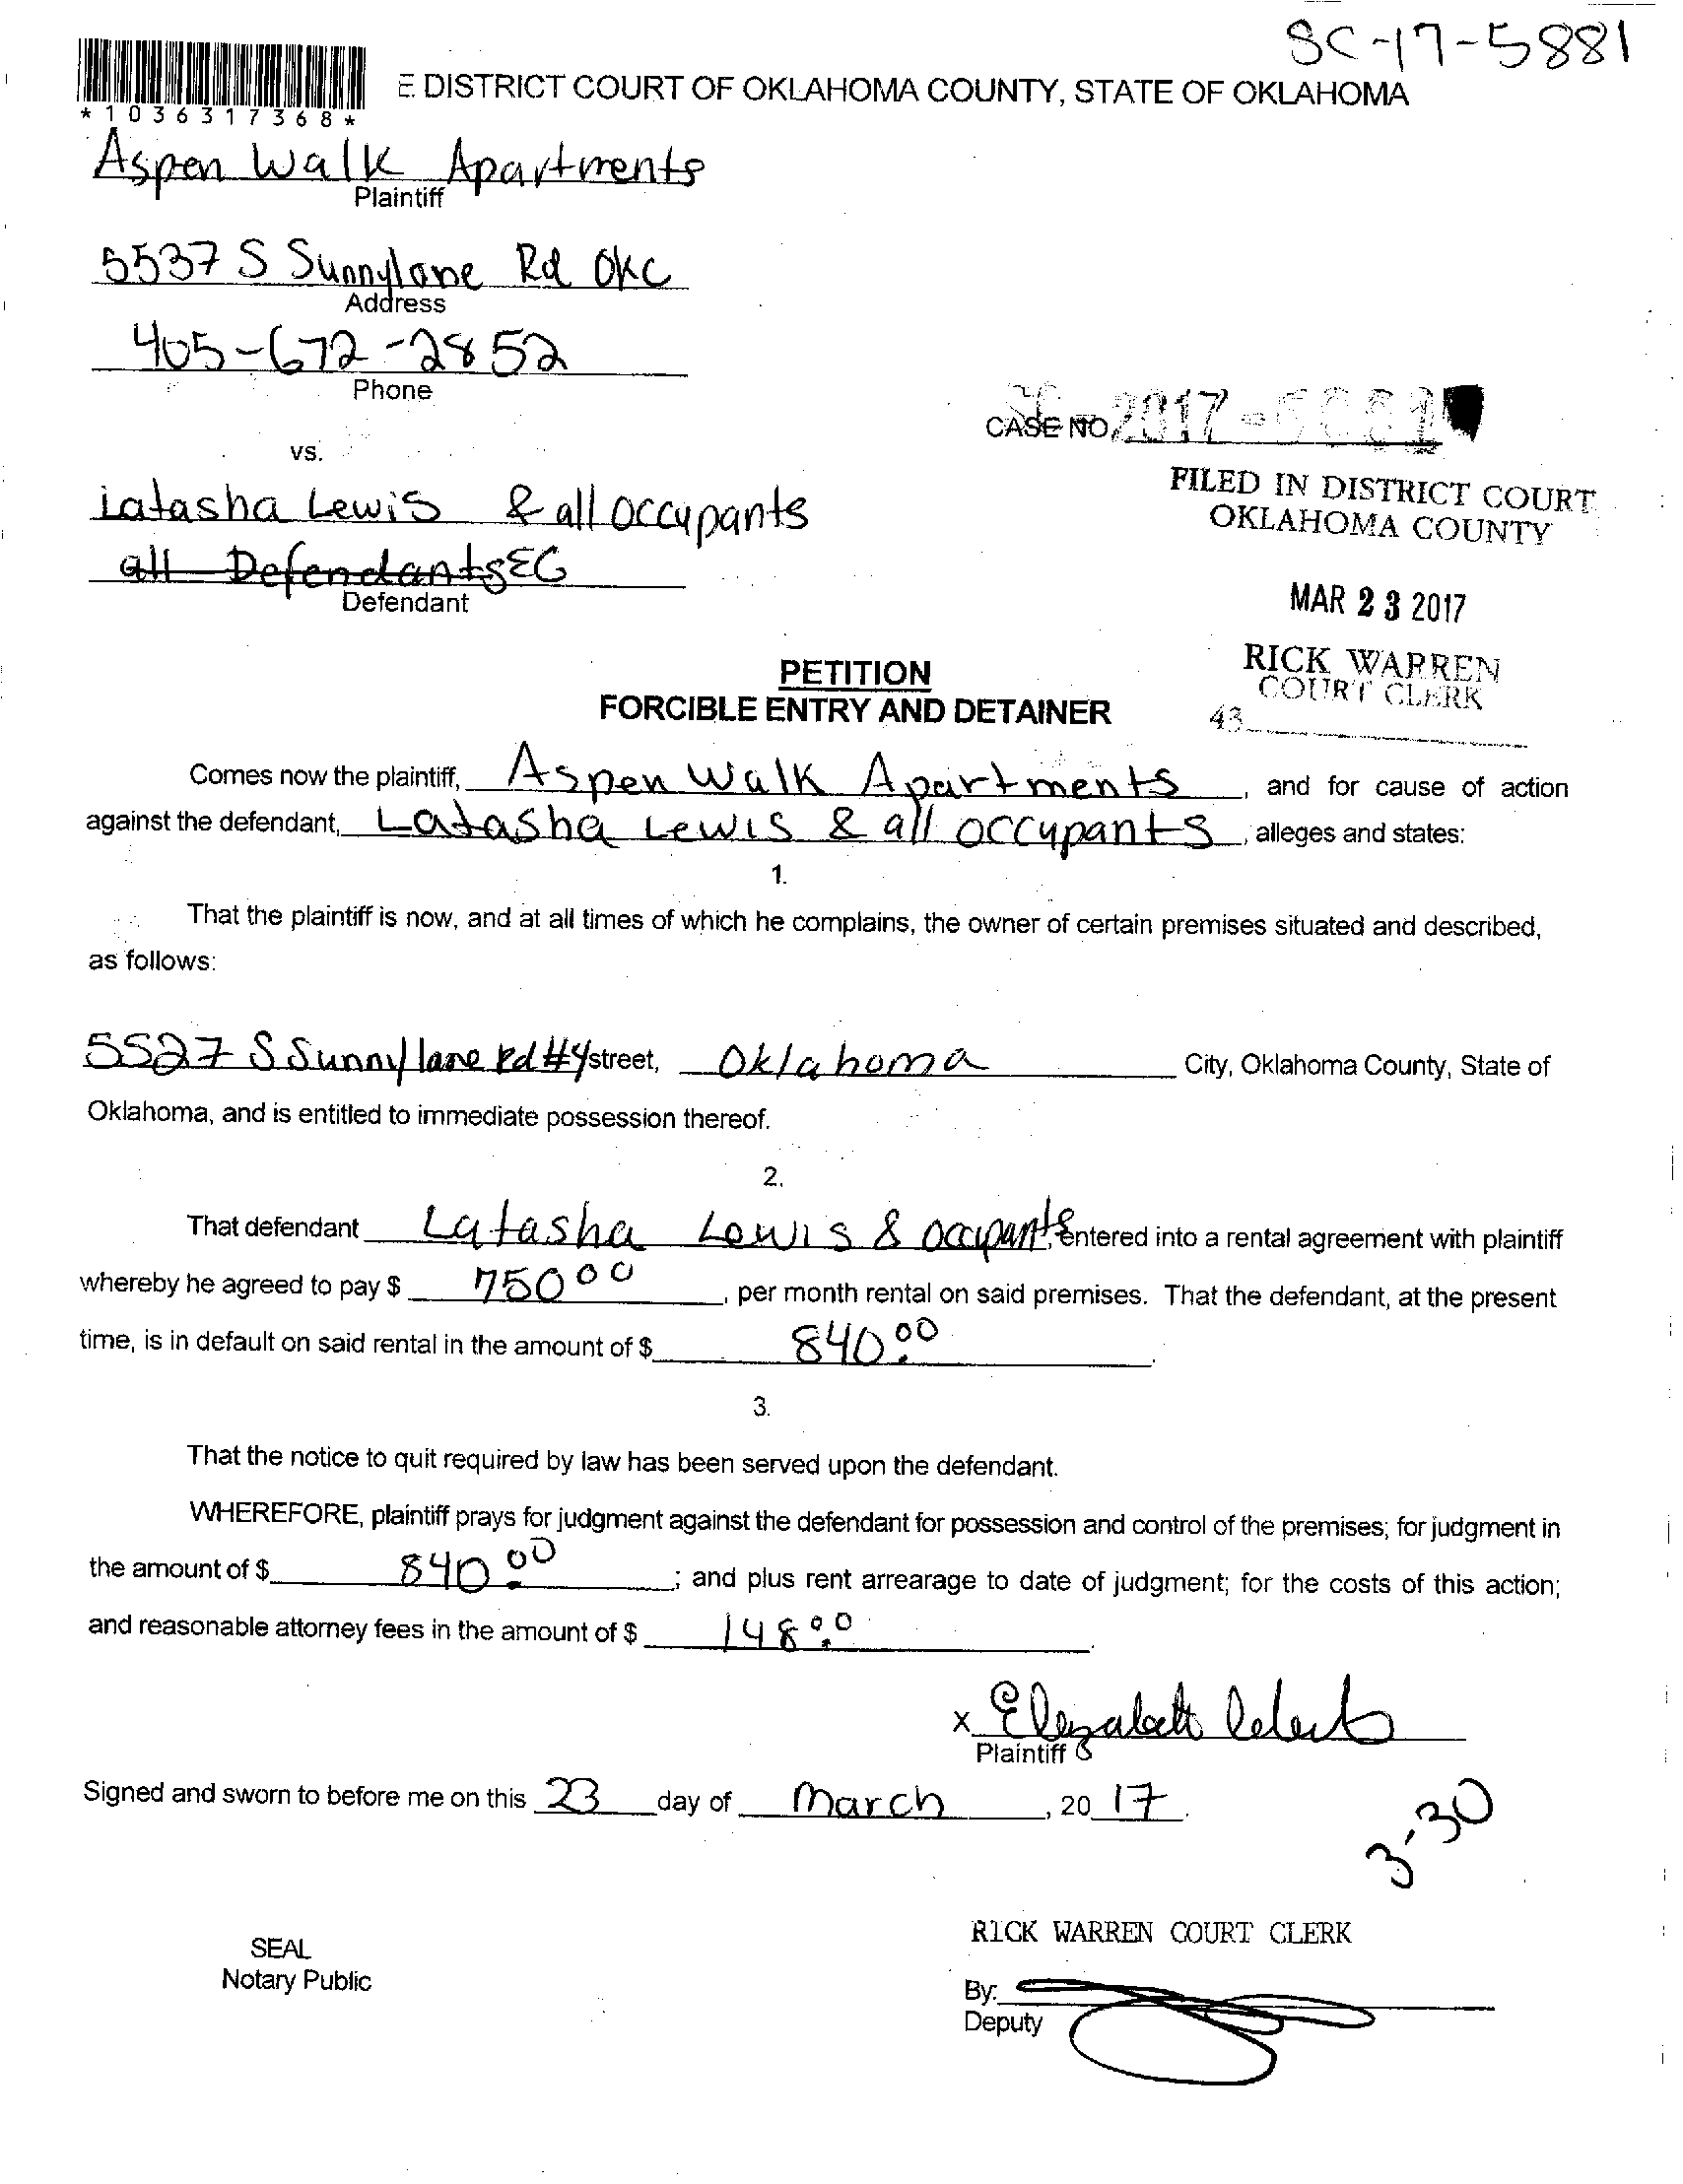 SC-17-5881
E DISTRICT COURT OF OKLAHOMA COUNTY, STATE OF OKLAHOMA
*1036317368*
Aspen Walk Apartments
Plaintiff
5537 S Sunnylane Rd OKC
Address
405-672-2852
Phone
CASE NO.
vs.
Latasha Lewis & all occupants
all Defendants EG
Defendant
FILED IN DISTRICT COURT
OKLAHOMA COUNTY
MAR 23 2017
RICK WARREN
COURT CLERK
43
PETITION
FORCIBLE ENTRY AND DETAINER
Comes now the plaintiff, Aspen Walk Apartments, and for cause of action
against the defendant, Latasha Lewis & all occupants, alleges and states:
1.
That the plaintiff is now, and at all times of which he complains, the owner of certain premises situated and described,
as follows:
5527 S Sunnylane Rd #4 street, Oklahoma City, Oklahoma County, State of
Oklahoma, and is entitled to immediate possession thereof.
2.
That defendant Latasha Lewis & occupants, entered into a rental agreement with plaintiff
whereby he agreed to pay $ 750 00, per month rental on said premises. That the defendant, at the present
time, is in default on said rental in the amount of $ 840.00.
3.
That the notice to quit required by law has been served upon the defendant.
WHEREFORE, plaintiff prays for judgment against the defendant for possession and control of the premises; for judgment in
the amount of $ 840.00; and plus rent arrearage to date of judgment; for the costs of this action;
and reasonable attorney fees in the amount of $ 148.00.
x Elizabeth
Plaintiff
Signed and sworn to before me on this 23 day of March, 2017.
3-30
RICK WARREN COURT CLERK
SEAL
Notary Public
By:
Deputy